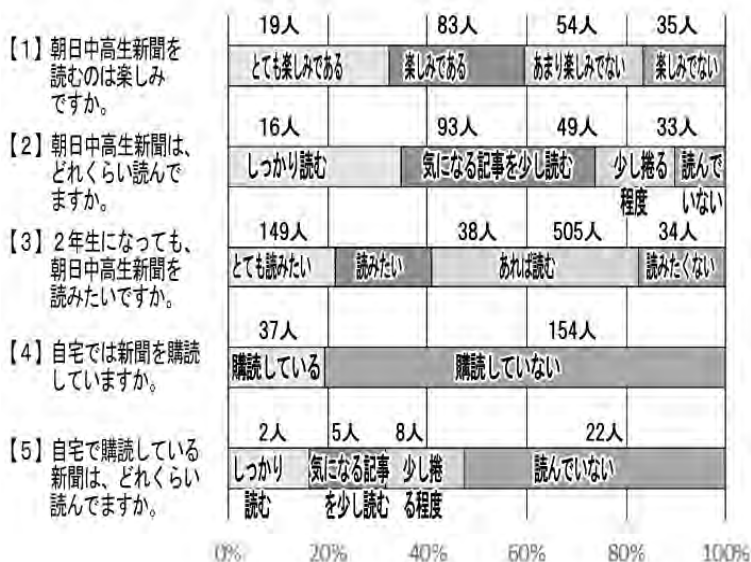 19人 83人 54人 35人
【1】朝日中高生新聞を
読むのは楽しみ
ですか。
とても楽しみである 楽しみである あまり楽しみでない 楽しみでない
16人 93人 49人 33人
【2】朝日中高生新聞は、
どれくらい読んで
ますか。
しっかり読む 気になる記事を少し読む 少し捲る
程度 読んで
いない
149人 38人 505人 34人
【3】2年生になっても、
朝日中高生新聞を
読みたいですか。
とても読みたい 読みたい あれば読む 読みたくない
37人 154人
【4】自宅では新聞を購読
していますか。
購読している 購読していない
2人 5人 8人 22人
【5】自宅で購読している
新聞は、どれくらい
読んでますか。
しっかり
読む 気になる記事
を少し読む 少し捲
る程度 読んでいない
0% 20% 40% 60% 80% 100%